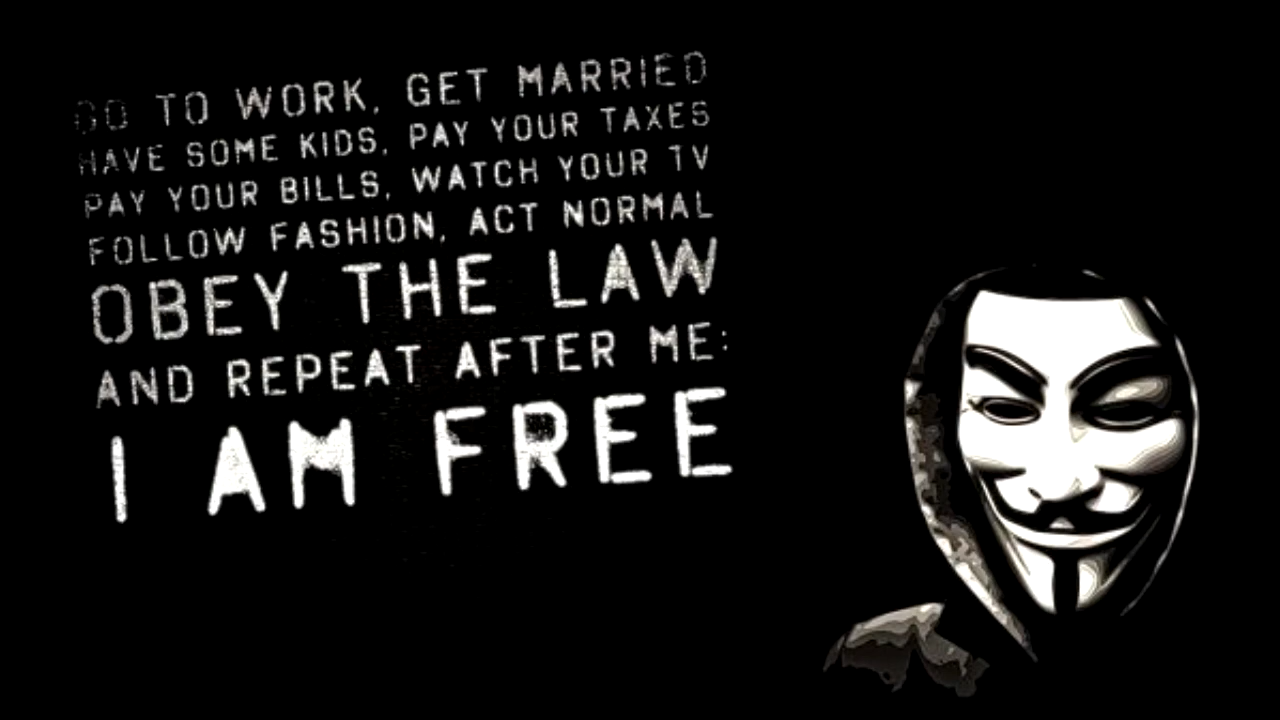 GO TO WORK, GET MARRIED
HAVE SOME KIDS, PAY YOUR TAXES
PAY YOUR BILLS, WATCH YOUR TV
FOLLOW FASHION, ACT NORMAL
OBEY THE LAW
AND REPEAT AFTER ME:
I AM FREE